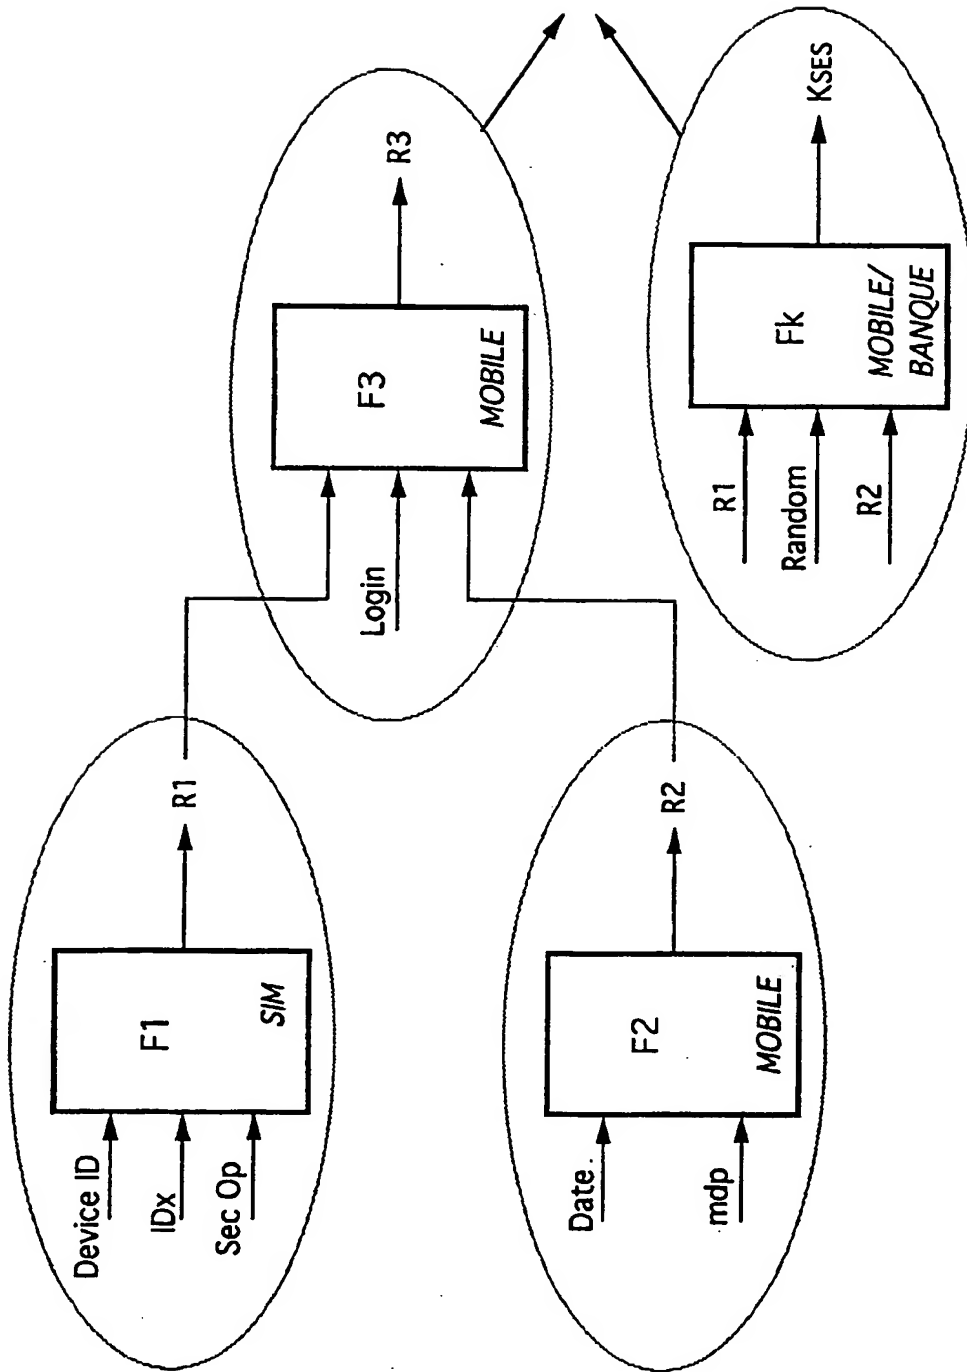 Device ID
IDx
Sec Op
F1
SIM
R1
Date
mdp
F2
MOBILE
R2
Login
F3
MOBILE
R3
R1
Random
R2
Fk
MOBILE/
BANQUE
KSES